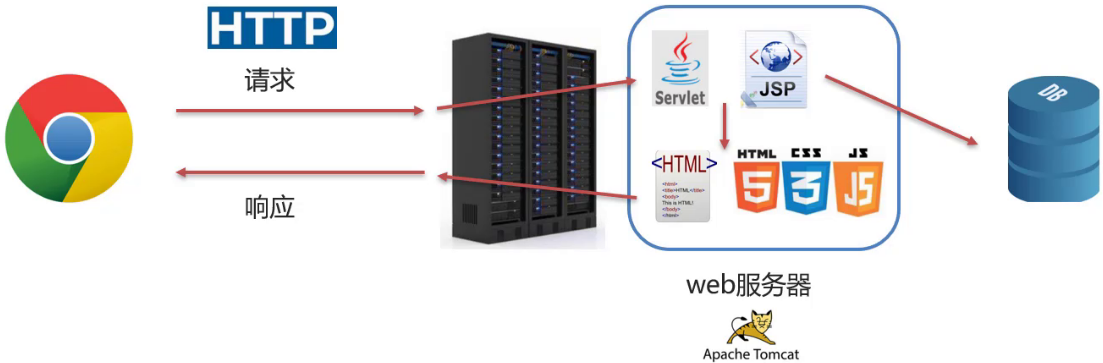 HTTP
请求
响应
Servlet
JSP
<HTML>
<html>
<title>HTML</title>
<body>
This is HTML!
</body>
</html>
HTML CSS JS
5 3 JS
DB
web服务器
Apache Tomcat